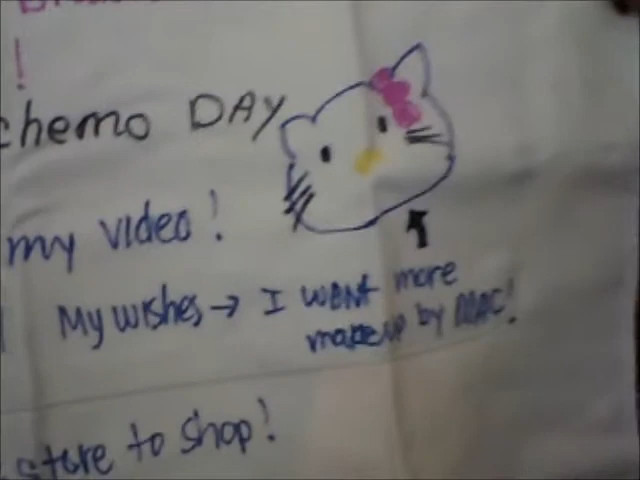 !
chemo DAY
my video!
My wishes → I want more
makeup by MAC!
store to shop!